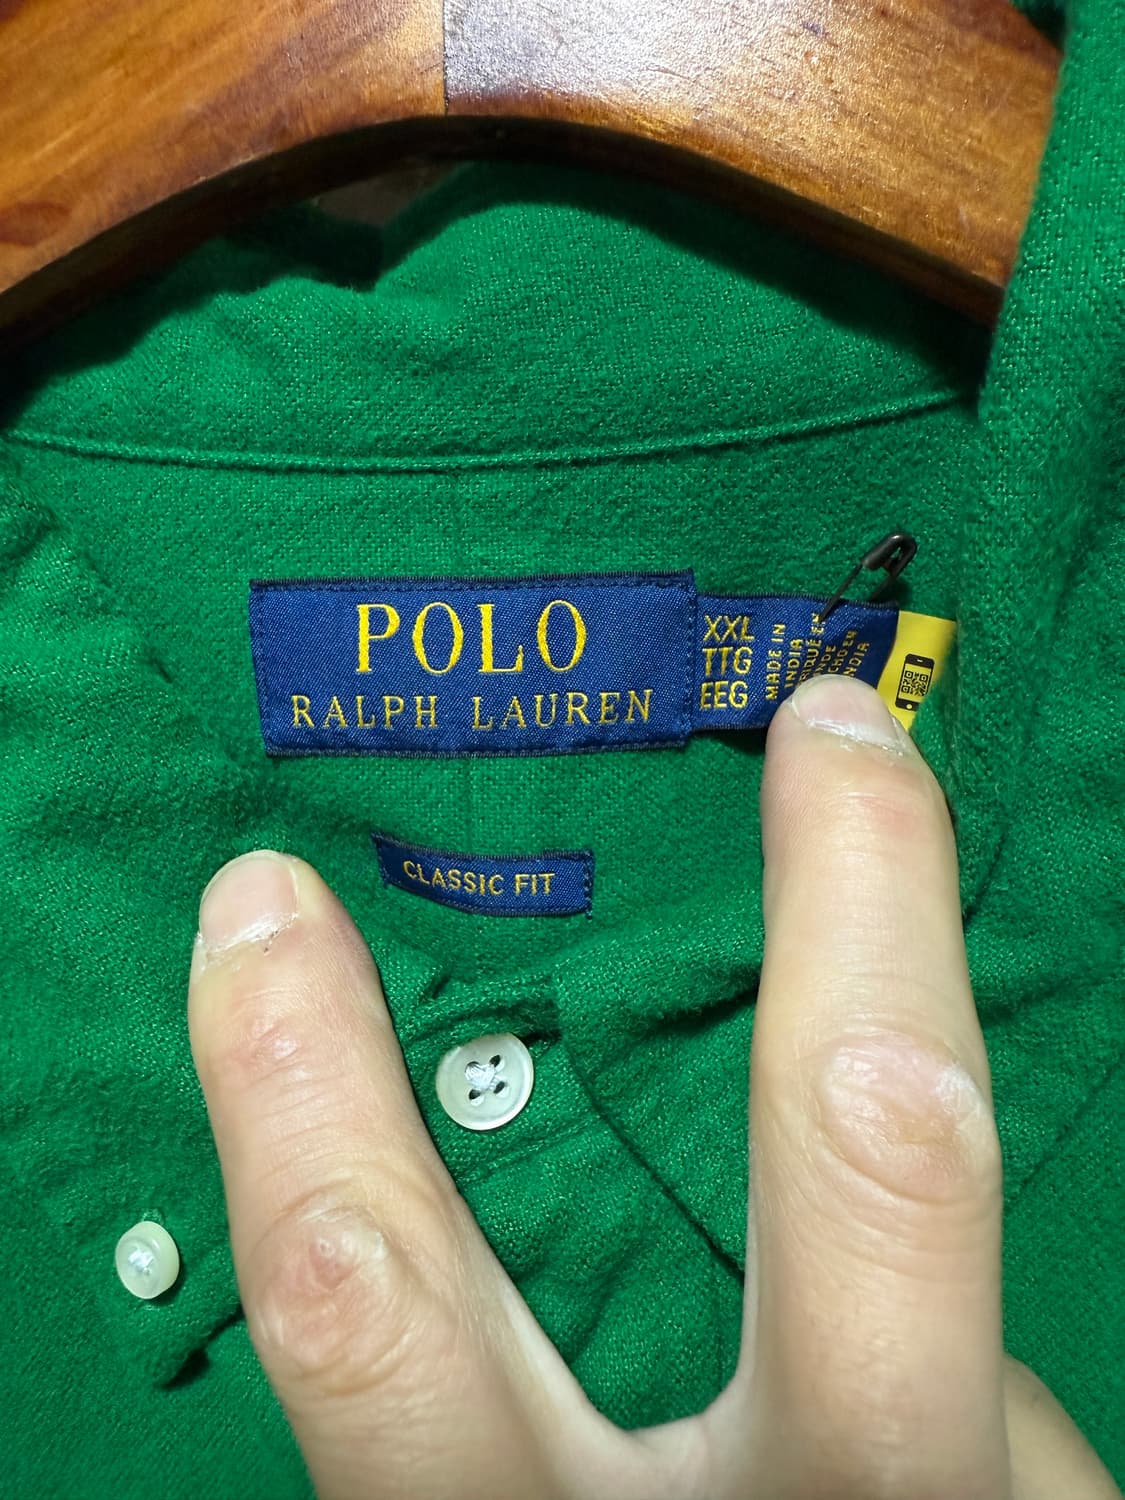 POLO
RALPH LAUREN
XXL
TTG
EEG
MADE IN
INDIA
CLASSIC FIT